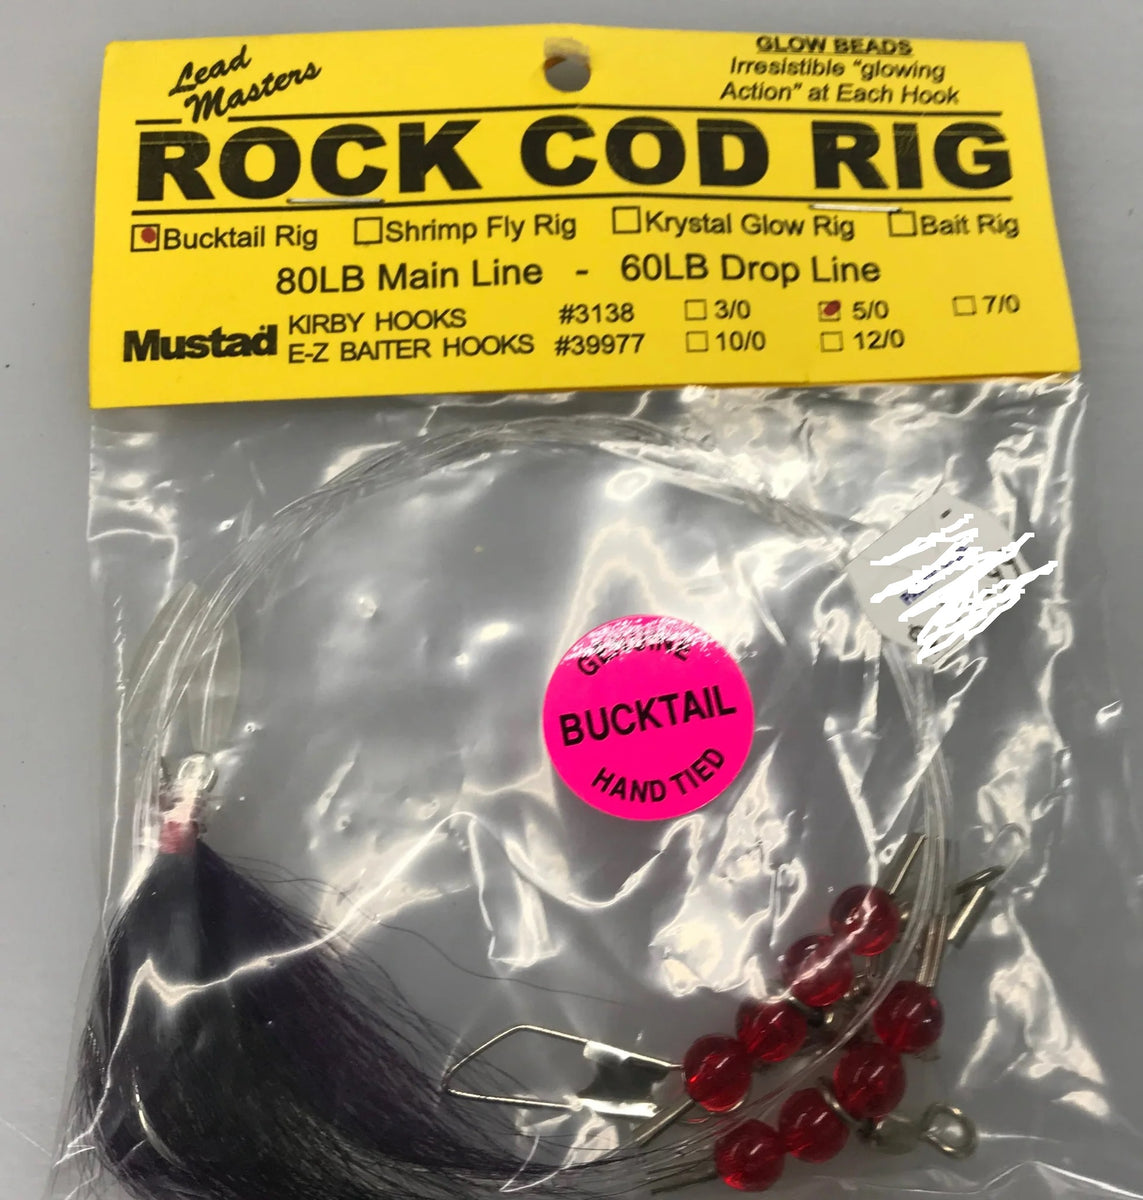 Lead
Masters
GLOW BEADS
Irresistible "glowing
Action" at Each Hook
ROCK COD RIG
Bucktail Rig Shrimp Fly Rig Krystal Glow Rig Bait Rig
80LB Main Line - 60LB Drop Line
Mustad
KIRBY HOOKS #3138 3/0 5/0 7/0
E-Z BAITER HOOKS #39977 10/0 12/0
GENUINE
BUCKTAIL
HAND TIED